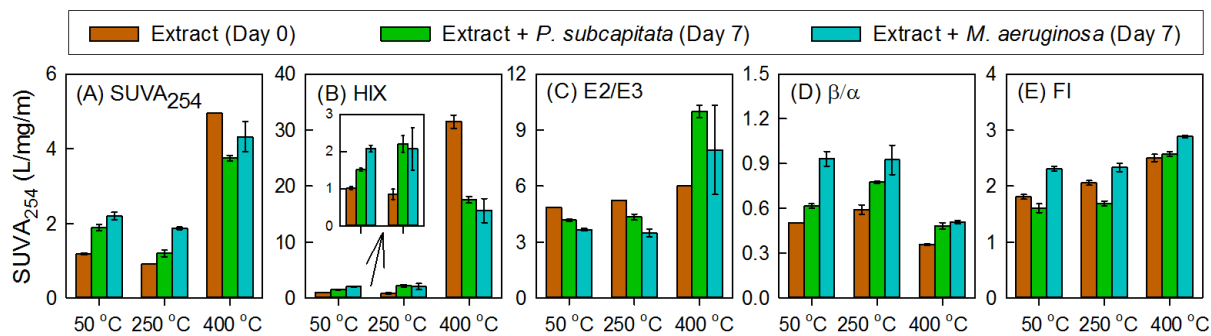 Extract (Day 0) Extract + P. subcapitata (Day 7) Extract + M. aeruginosa (Day 7)
SUVA254 (L/mg/m)
(A) SUVA254
6
4
2
0
50 °C 250 °C 400 °C
(B) HIX
40
30
20
10
0
3
2
1
0
50 °C 250 °C 400 °C
(C) E2/E3
12
9
6
3
0
50 °C 250 °C 400 °C
(D) β/α
1.5
1.2
0.9
0.6
0.3
0.0
50 °C 250 °C 400 °C
(E) FI
4
3
2
1
0
50 °C 250 °C 400 °C